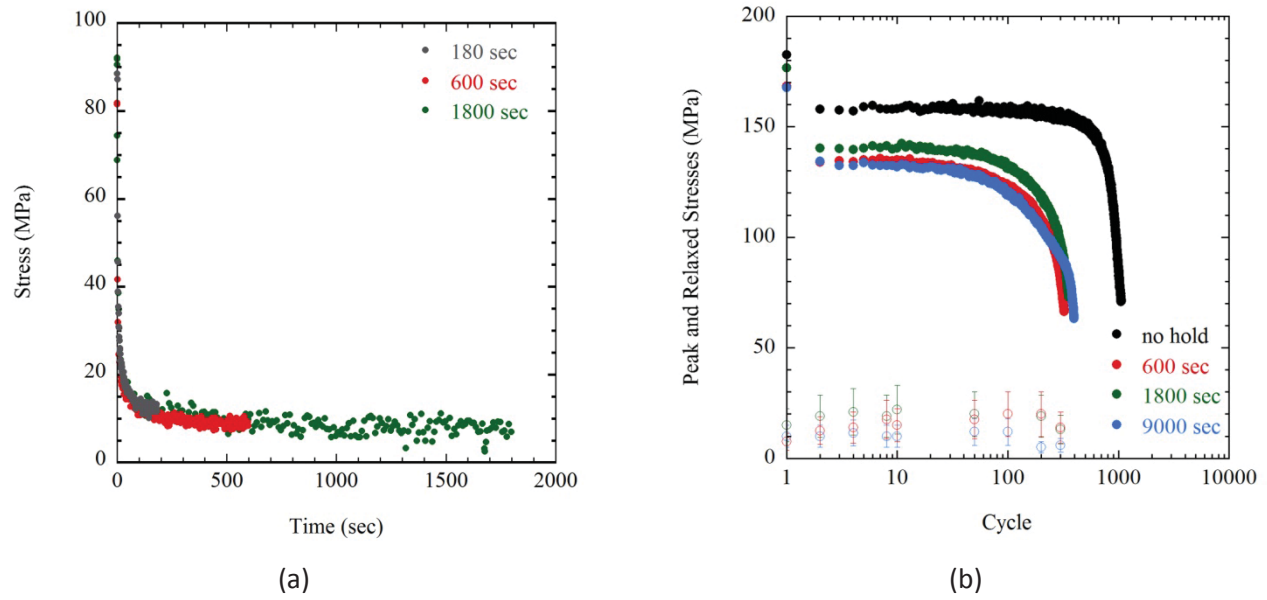 100
80
60
40
20
0
0
500
1000
1500
2000
Stress (MPa)
Time (sec)
180 sec
600 sec
1800 sec
(a)
200
150
100
50
0
1
10
100
1000
10000
Peak and Relaxed Stresses (MPa)
Cycle
no hold
600 sec
1800 sec
9000 sec
(b)